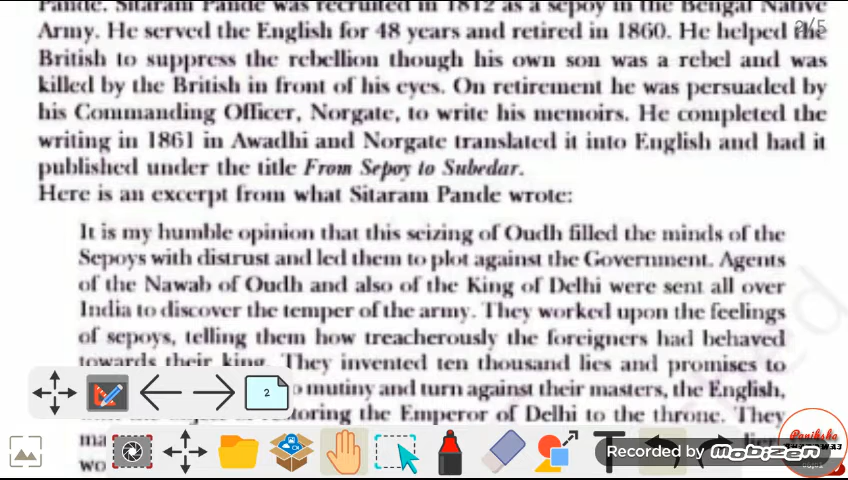 Pande. Sitaram Pande was recruited in 1812 as a sepoy in the Bengal Native
2/5
Army. He served the English for 48 years and retired in 1860. He helped the
British to suppress the rebellion though his own son was a rebel and was
killed by the British in front of his eyes. On retirement he was persuaded by
his Commanding Officer, Norgate, to write his memoirs. He completed the
writing in 1861 in Awadhi and Norgate translated it into English and had it
published under the title From Sepoy to Subedar.
Here is an excerpt from what Sitaram Pande wrote:
It is my humble opinion that this seizing of Oudh filled the minds of the
Sepoys with distrust and led them to plot against the Government. Agents
of the Nawab of Oudh and also of the King of Delhi were sent all over
India to discover the temper of the army. They worked upon the feelings
of sepoys, telling them how treacherously the foreigners had behaved
towards their king. They invented ten thousand lies and promises to
mutiny and turn against their masters, the English,
2
toring the Emperor of Delhi to the throne. They
ma
wo
Recorded by mobizen